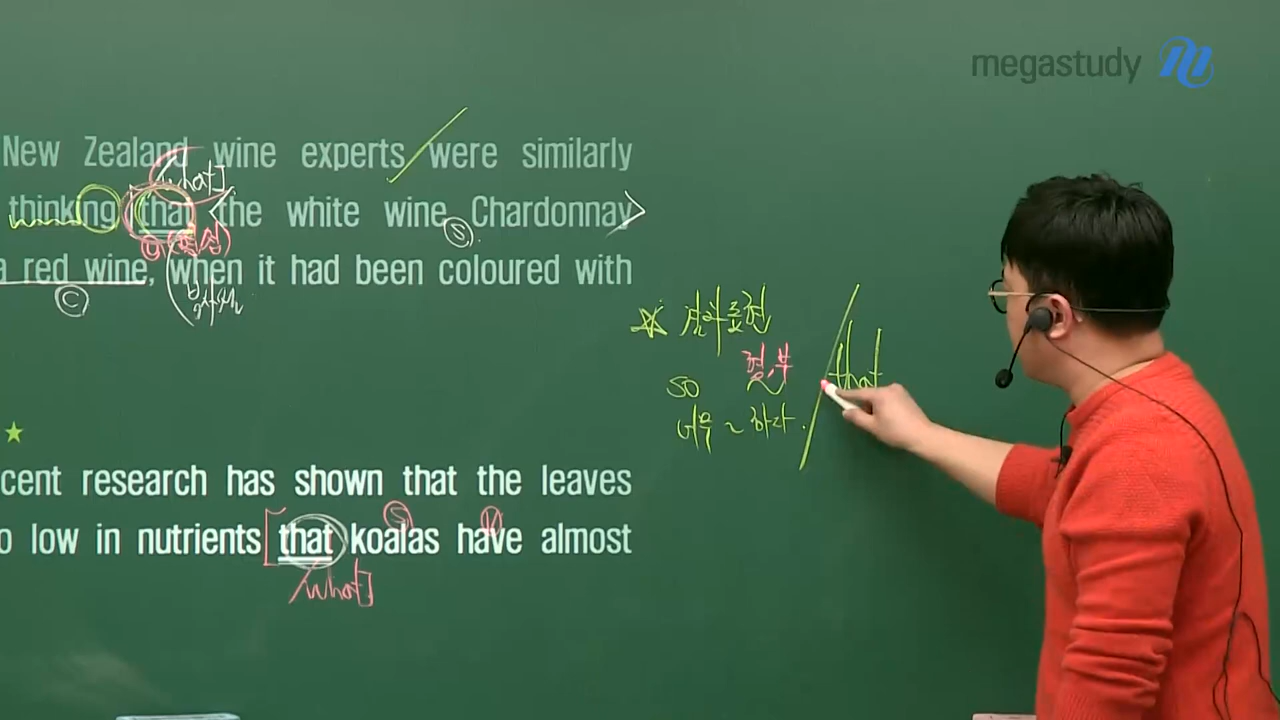 megastudy
New Zealand wine experts / were similarly
[what]
thinking that the white wine Chardonnay
S
a red wine, when it had been coloured with
C
☆ 결과표현
형.부
so ~ / that
너무 ~ 하다.
★
cent research has shown that the leaves
S V
o low in nutrients [that koalas have almost
/what]